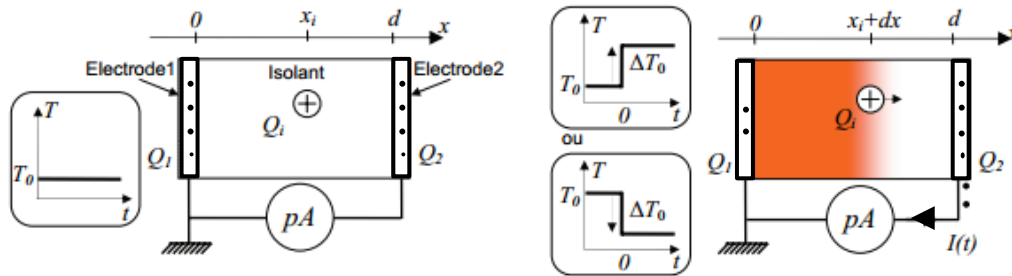 0 x_i d x
Electrode1 Isolant Electrode2
T
T_0
t
Q_i
Q_1 Q_2
pA
T
T_0 ΔT_0
0 t
ou
T
T_0 ΔT_0
0 t
0 x_i+dx d x
Q_i
Q_1 Q_2
pA
I(t)